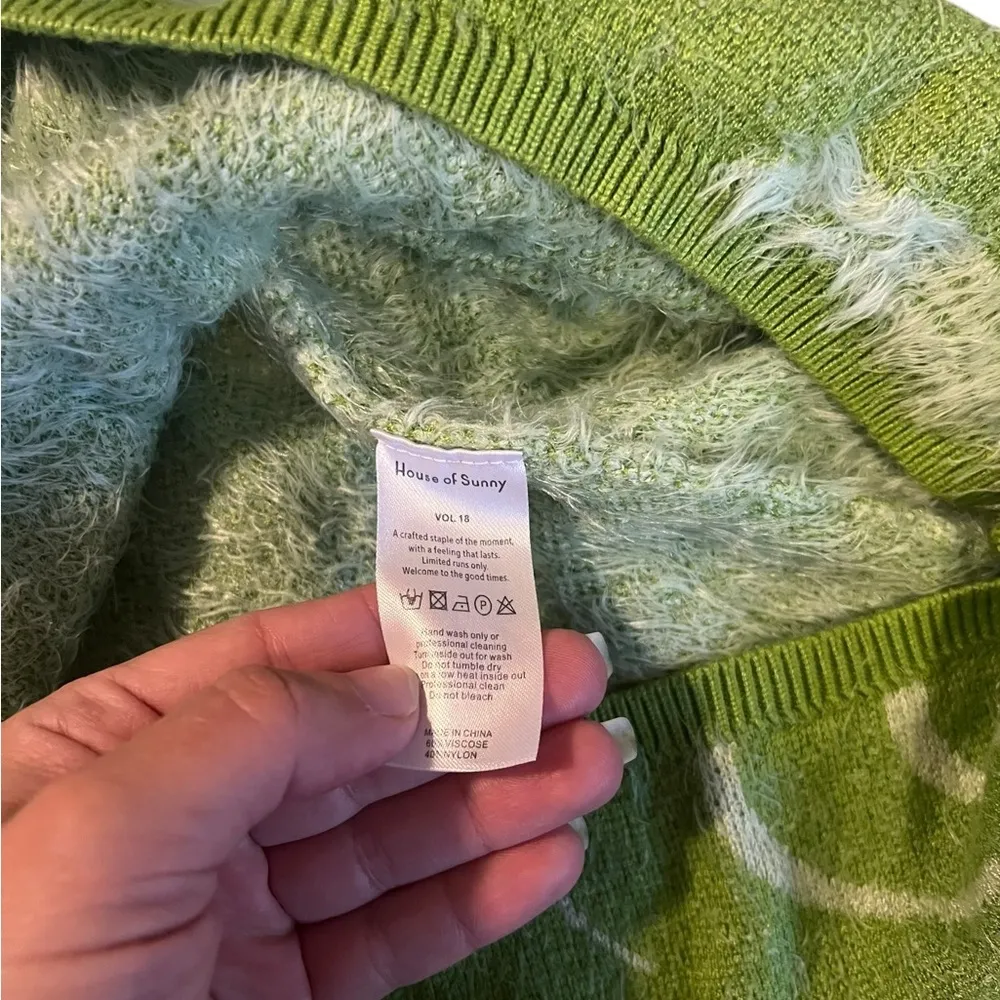 House of Sunny
VOL 18
A crafted staple of the moment,
with a feeling that lasts.
Limited runs only.
Welcome to the good times.
P
Hand wash only or
professional cleaning
Turn inside out for wash
Do not tumble dry
on a low heat inside out
Professional clean
Do not bleach
MADE IN CHINA
VISCOSE
NYLON